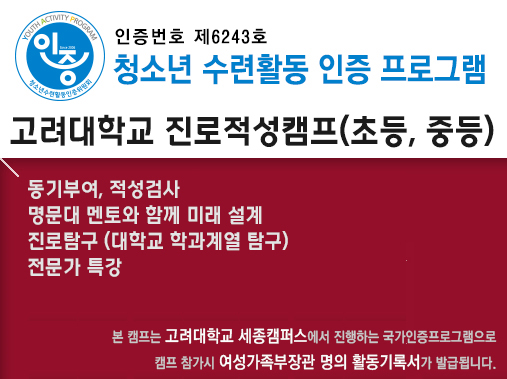 YOUTH ACTIVITY PROGRAM
Since 2006
인증
청소년수련활동인증위원회
인증번호 제6243호
청소년 수련활동 인증 프로그램
고려대학교 진로적성캠프(초등, 중등)
동기부여, 적성검사
명문대 멘토와 함께 미래 설계
진로탐구 (대학교 학과계열 탐구)
전문가 특강
본 캠프는 고려대학교 세종캠퍼스에서 진행하는 국가인증프로그램으로
캠프 참가시 여성가족부장관 명의 활동기록서가 발급됩니다.